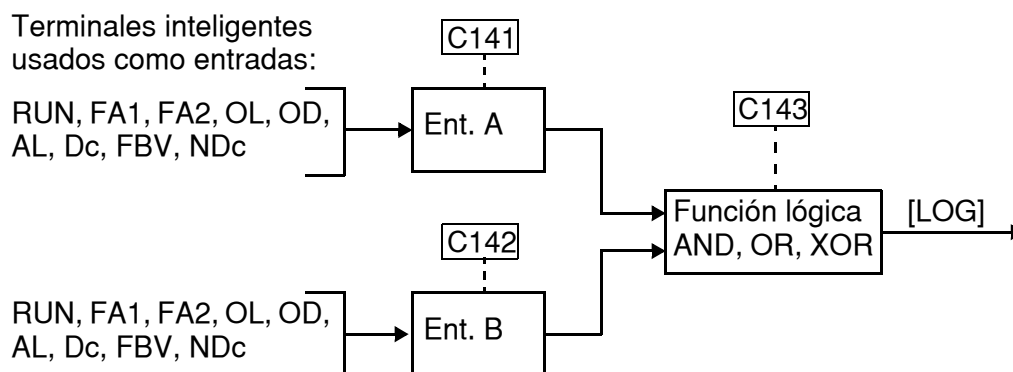 Terminales inteligentes
usados como entradas:
C141
RUN, FA1, FA2, OL, OD,
AL, Dc, FBV, NDc
Ent. A
C143
Función lógica
AND, OR, XOR
[LOG]
C142
RUN, FA1, FA2, OL, OD,
AL, Dc, FBV, NDc
Ent. B